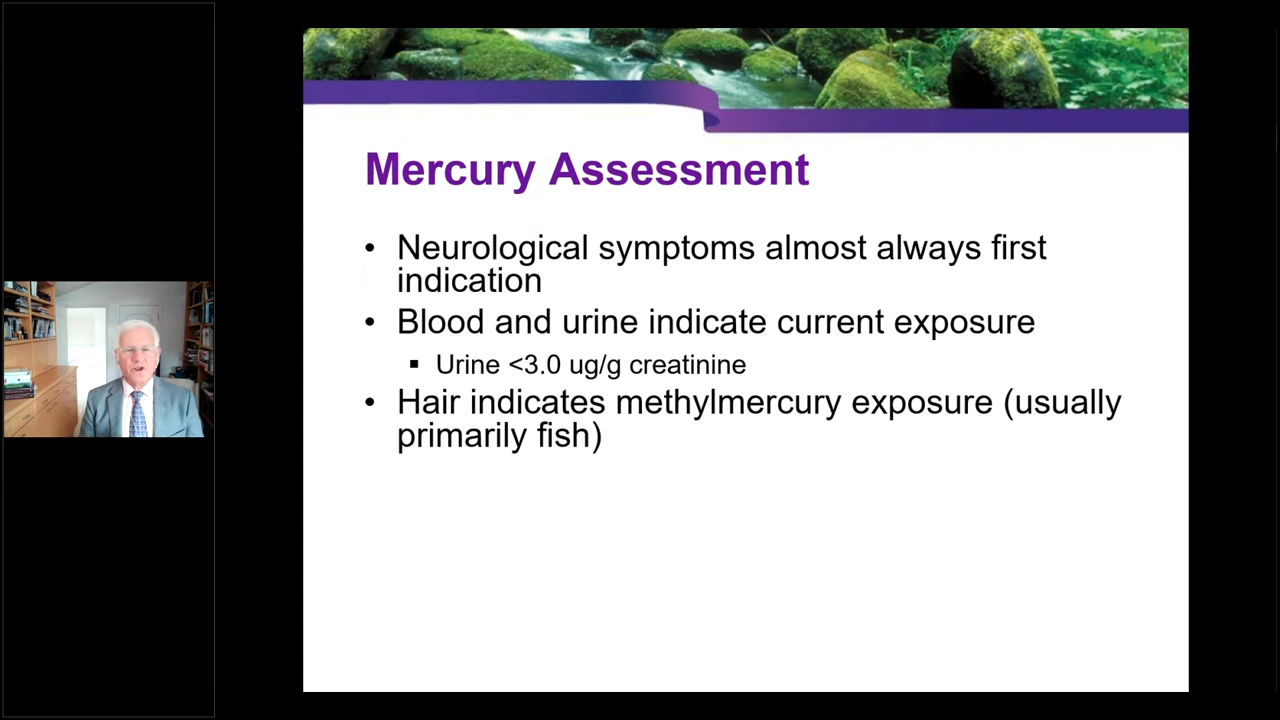 Mercury Assessment
• Neurological symptoms almost always first
indication
• Blood and urine indicate current exposure
▪ Urine <3.0 ug/g creatinine
• Hair indicates methylmercury exposure (usually
primarily fish)